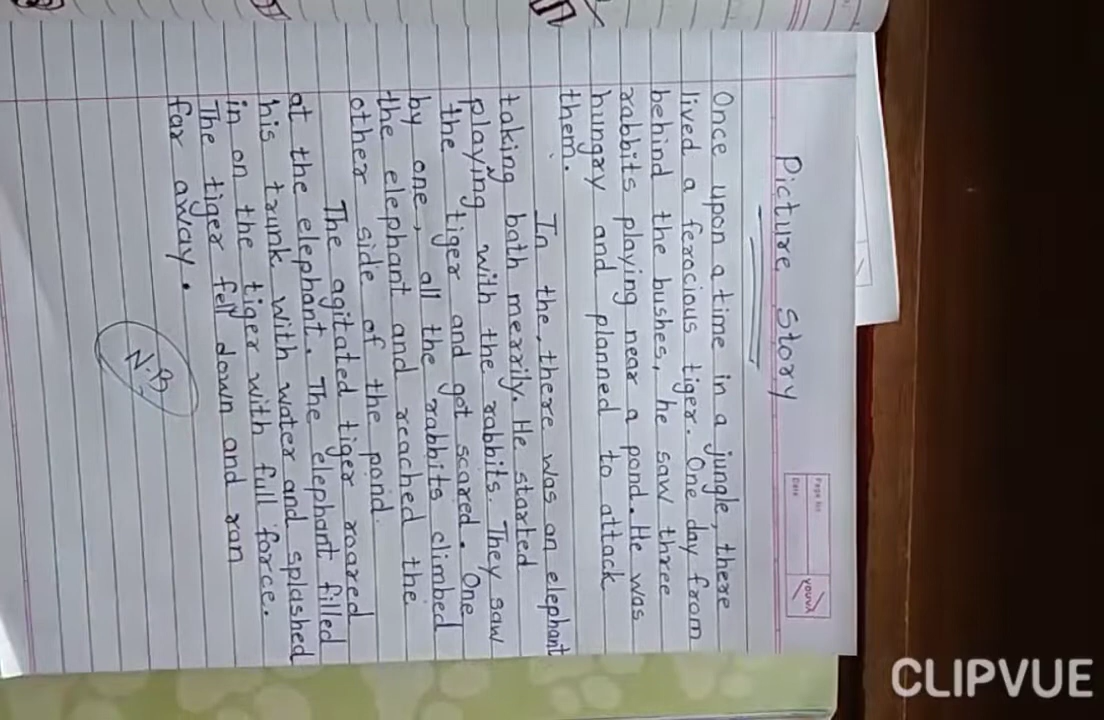 Picture Story
Page No
Date
YOUVA
Once upon a time in a jungle, there
lived a ferocious tiger. One day from
behind the bushes, he saw three
rabbits playing near a pond. He was
hungry and planned to attack
them.
In the, there was an elephant
taking bath merrily. He started
playing with the rabbits. They saw
the tiger and got scared. One
by one, all the rabbits climbed
the elephant and reached the
other side of the pond.
The agitated tiger roared
at the elephant. The elephant filled
his trunk with water and splashed
in on the tiger with full force.
The tiger fell down and ran
far away.
CLIPVUE